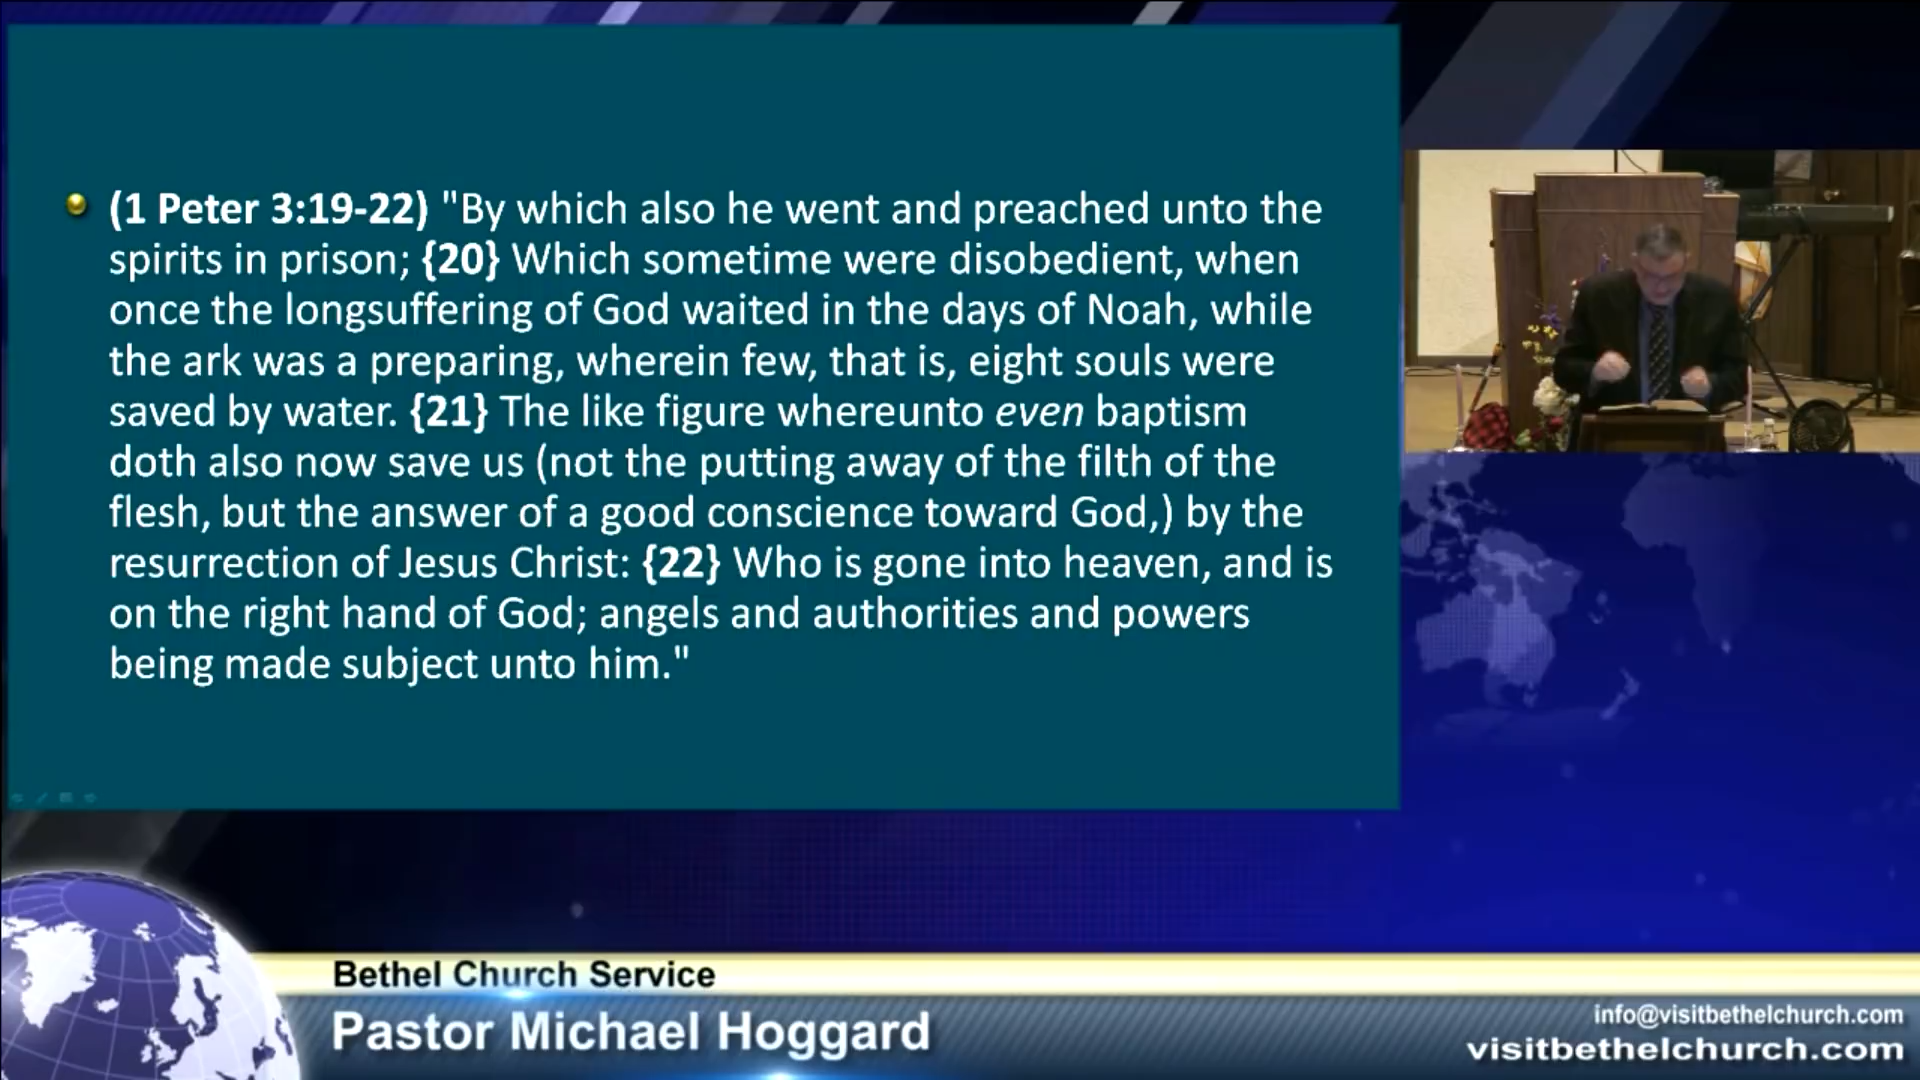 (1 Peter 3:19-22) "By which also he went and preached unto the
spirits in prison; {20} Which sometime were disobedient, when
once the longsuffering of God waited in the days of Noah, while
the ark was a preparing, wherein few, that is, eight souls were
saved by water. {21} The like figure whereunto even baptism
doth also now save us (not the putting away of the filth of the
flesh, but the answer of a good conscience toward God,) by the
resurrection of Jesus Christ: {22} Who is gone into heaven, and is
on the right hand of God; angels and authorities and powers
being made subject unto him."
Bethel Church Service
Pastor Michael Hoggard
info@visitbethelchurch.com
visitbethelchurch.com